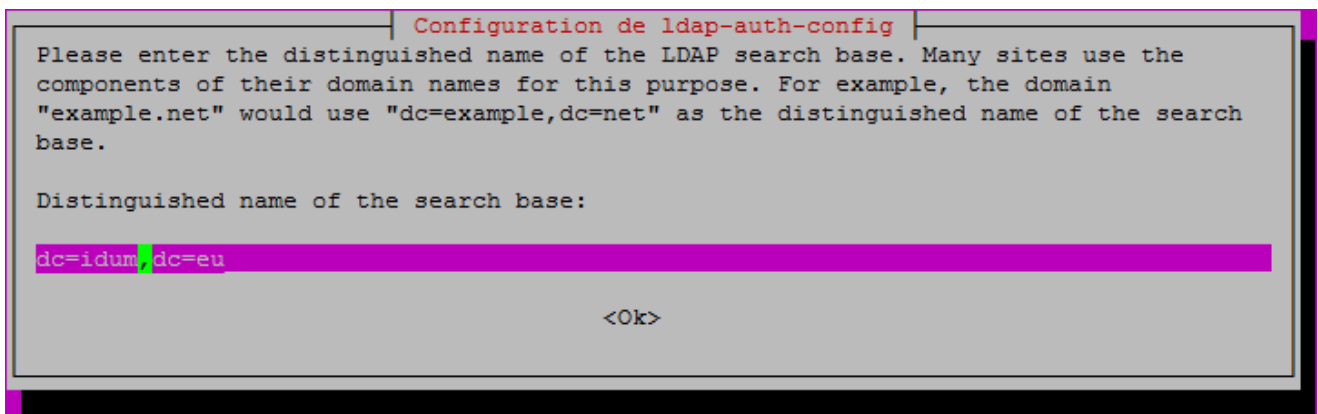 Configuration de ldap-auth-config
Please enter the distinguished name of the LDAP search base. Many sites use the
components of their domain names for this purpose. For example, the domain
"example.net" would use "dc=example,dc=net" as the distinguished name of the search
base.
Distinguished name of the search base:
dc=idum,dc=eu
<Ok>